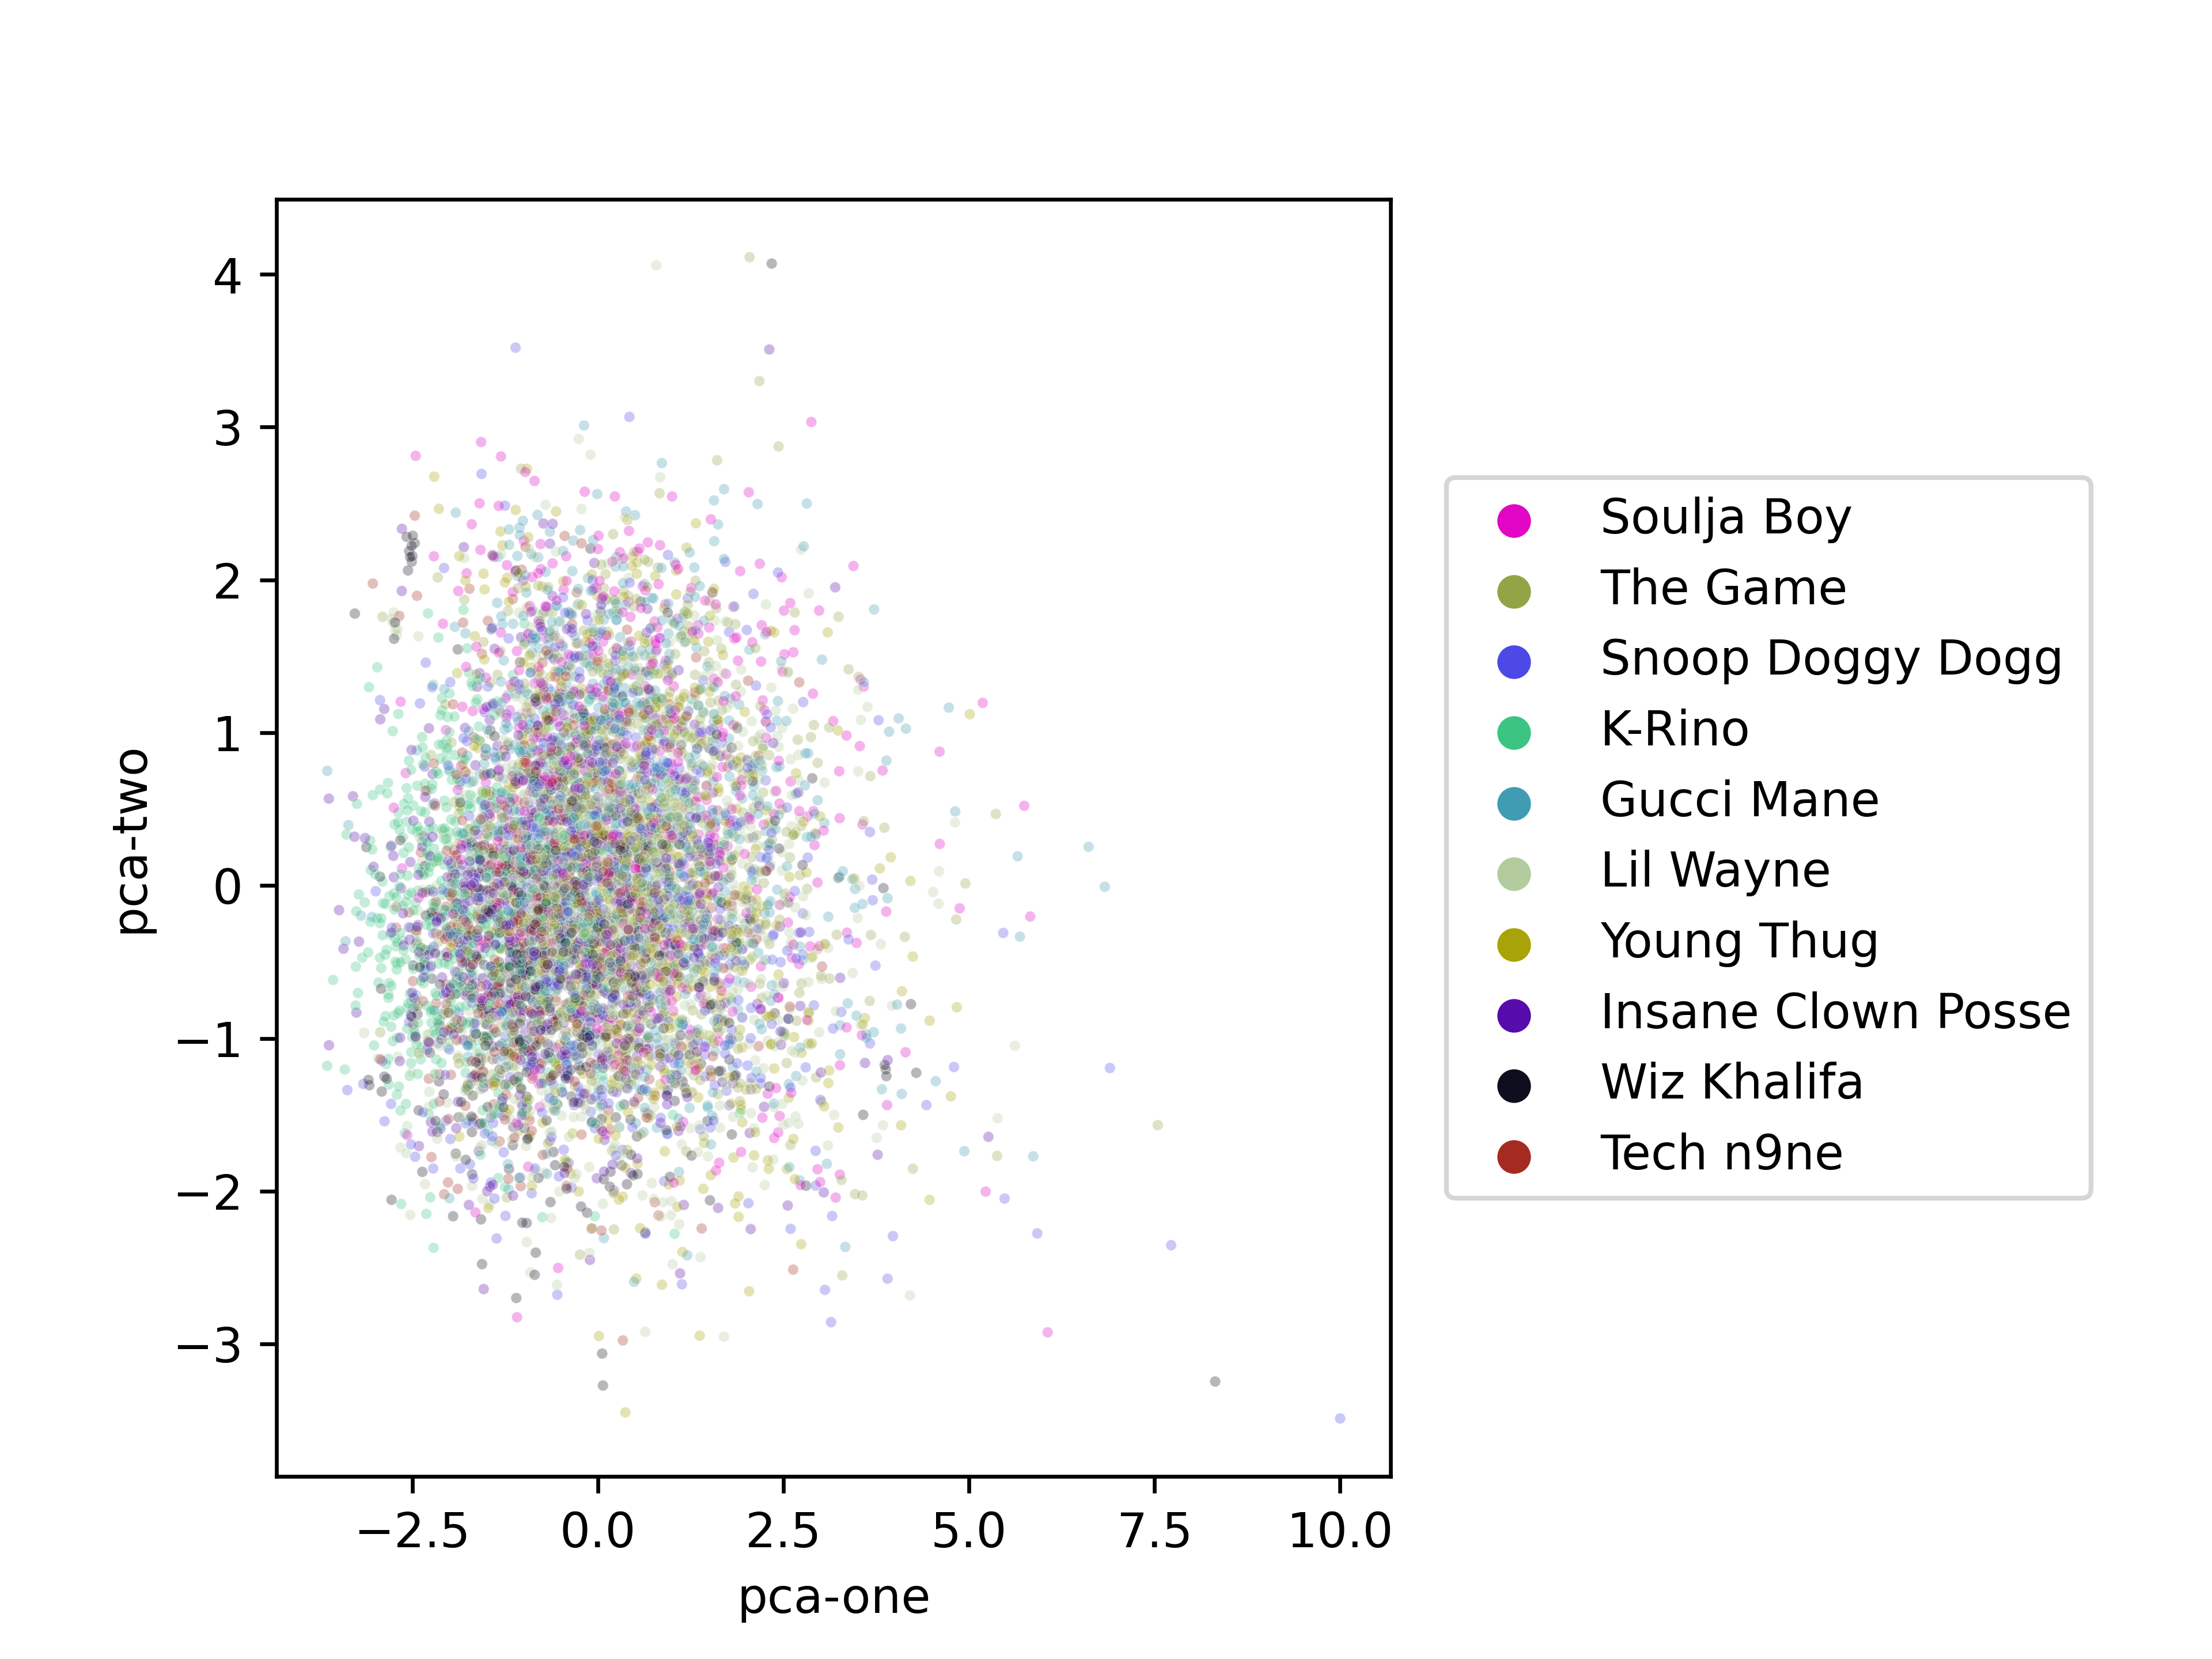 4
3
2
1
0
−1
−2
−3
pca-two
−2.5 0.0 2.5 5.0 7.5 10.0
pca-one
Soulja Boy
The Game
Snoop Doggy Dogg
K-Rino
Gucci Mane
Lil Wayne
Young Thug
Insane Clown Posse
Wiz Khalifa
Tech n9ne